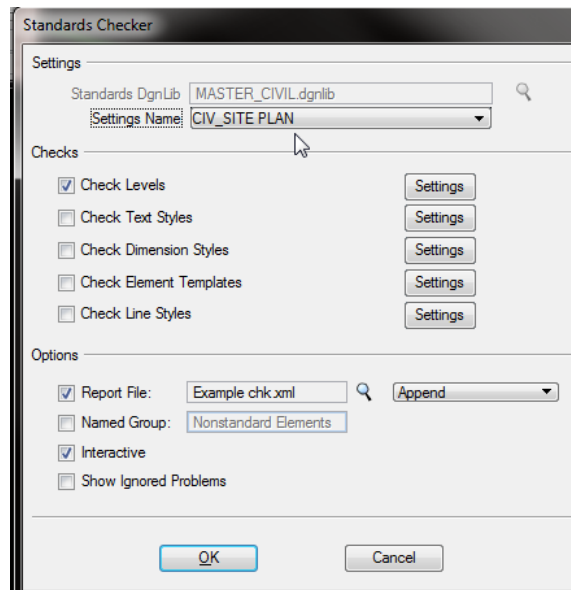 Standards Checker
Settings
Standards DgnLib MASTER_CIVIL.dgnlib
Settings Name CIV_SITE PLAN
Checks
Check Levels Settings
Check Text Styles Settings
Check Dimension Styles Settings
Check Element Templates Settings
Check Line Styles Settings
Options
Report File: Example chk.xml Append
Named Group: Nonstandard Elements
Interactive
Show Ignored Problems
OK Cancel